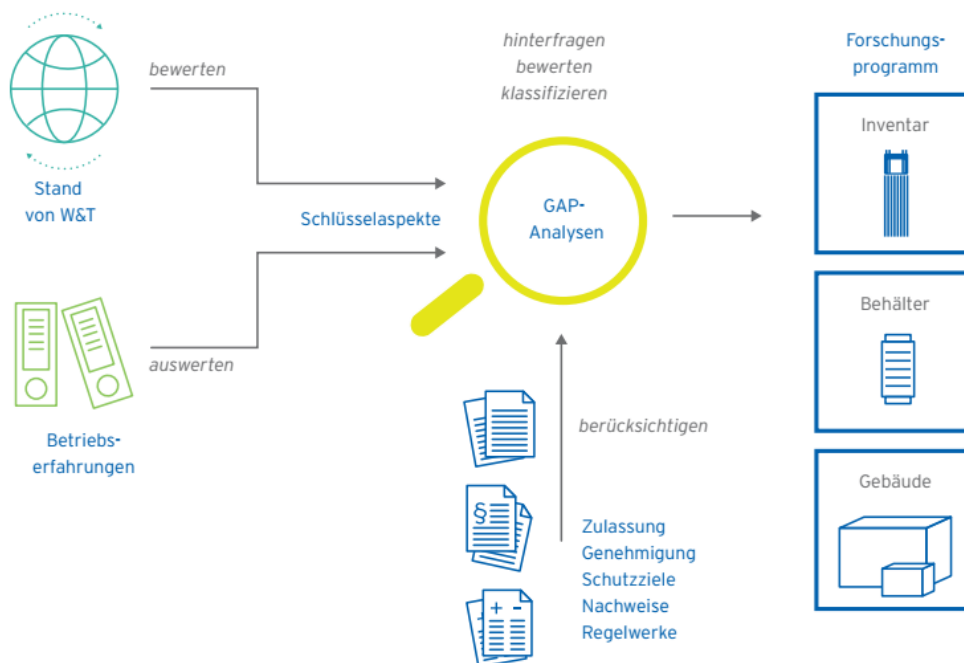 bewerten
Stand
von W&T
Betriebs-
erfahrungen
auswerten
Schlüsselaspekte
hinterfragen
bewerten
klassifizieren
GAP-
Analysen
berücksichtigen
§
+ -
Zulassung
Genehmigung
Schutzziele
Nachweise
Regelwerke
Forschungs-
programm
Inventar
Behälter
Gebäude